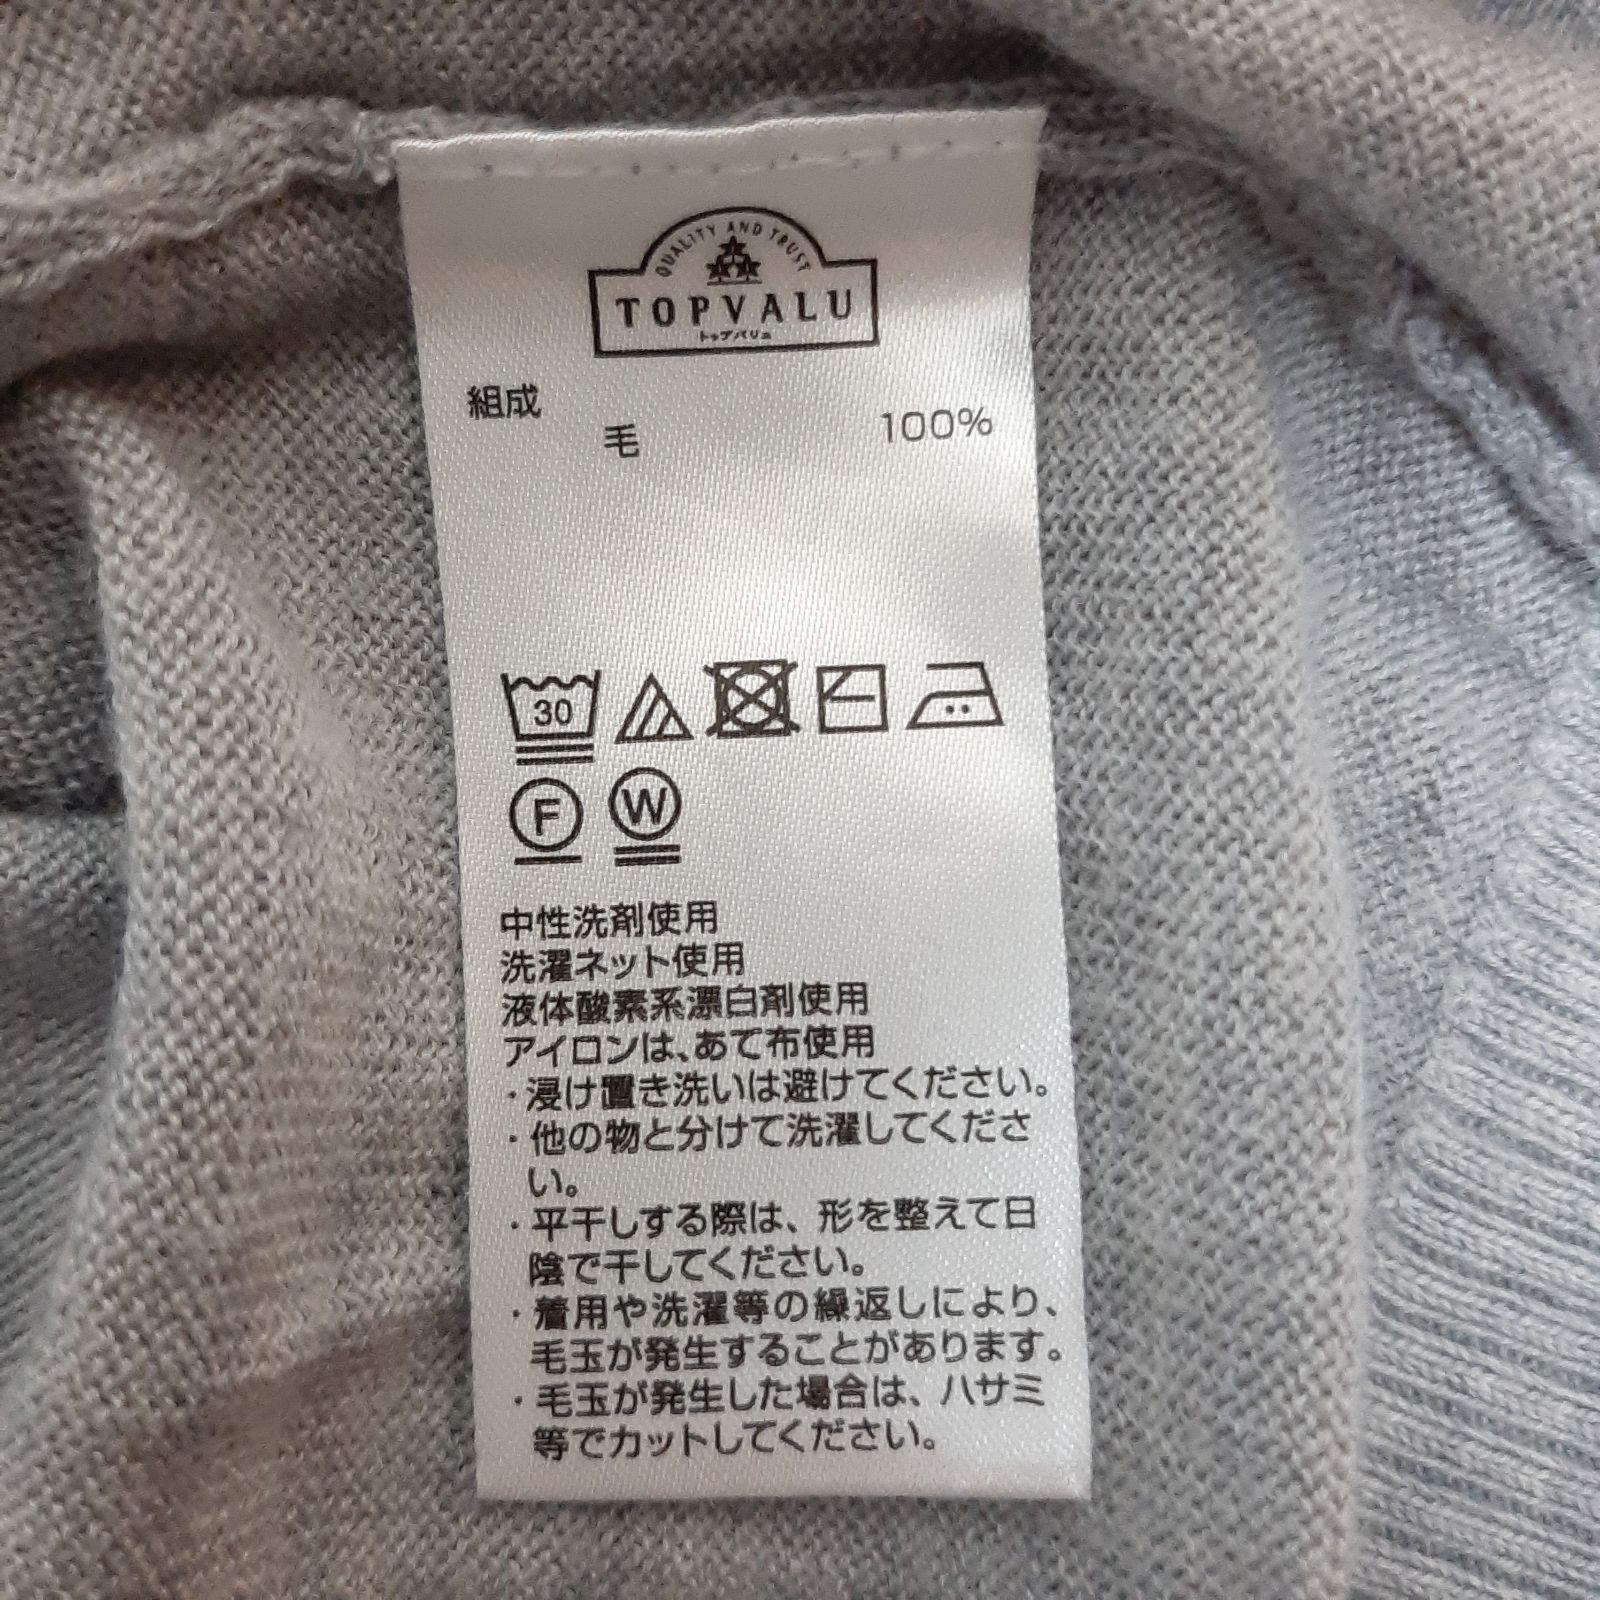 QUALITY AND TRUST
TOPVALU
トップバリュ
組成
毛 100%
30
F W
中性洗剤使用
洗濯ネット使用
液体酸素系漂白剤使用
アイロンは、あて布使用
・浸け置き洗いは避けてください。
・他の物と分けて洗濯してくださ
い。
・平干しする際は、形を整えて日
陰で干してください。
・着用や洗濯等の繰返しにより、
毛玉が発生することがあります。
・毛玉が発生した場合は、ハサミ
等でカットしてください。